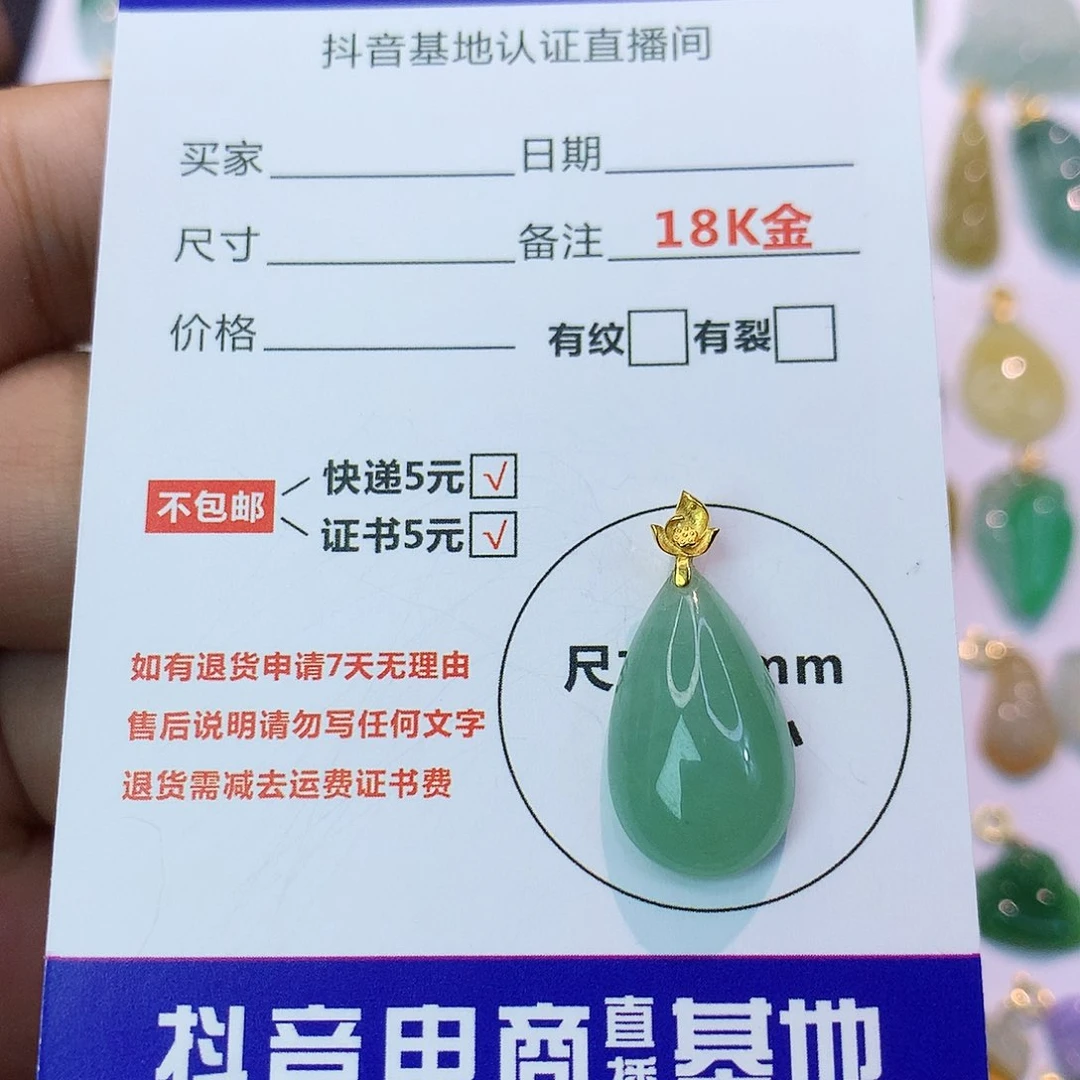 抖音基地认证直播间
买家 日期
尺寸 备注 18K金
价格 有纹 有裂
不包邮
快递5元 √
证书5元 √
尺 mm
如有退货申请7天无理由
售后说明请勿写任何文字
退货需减去运费证书费
抖音电商直播基地